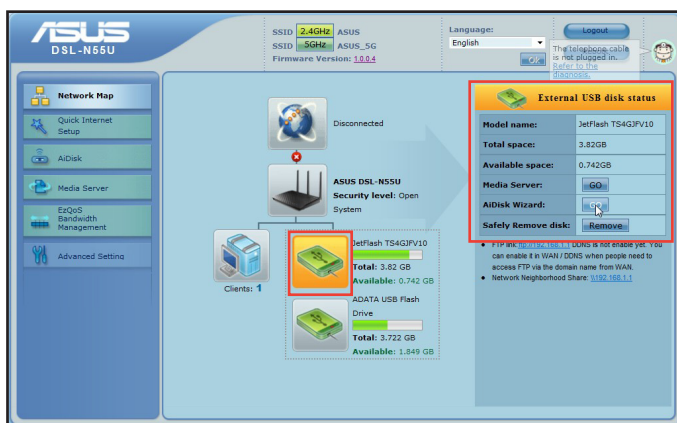 ASUS
DSL-N55U
SSID 2.4GHz ASUS
SSID 5GHz ASUS_5G
Firmware Version: 1.0.0.4
Language:
English
Logout
OK
The telephone cable
is not plugged in.
Refer to the
diagnosis.
Network Map
Quick Internet
Setup
AiDisk
Media Server
EzQoS
Bandwidth
Management
Advanced Setting
Disconnected
ASUS DSL-N55U
Security level: Open
System
Clients: 1
JetFlash TS4GJFV10
Total: 3.82 GB
Available: 0.742 GB
ADATA USB Flash
Drive
Total: 3.722 GB
Available: 1.849 GB
External USB disk status
Model name: JetFlash TS4GJFV10
Total space: 3.82GB
Available space: 0.742GB
Media Server: GO
AiDisk Wizard: GO
Safely Remove disk: Remove
FTP link ftp://192.168.1.1 DDNS is not enable yet. You
can enable it in WAN / DDNS when people need to
access FTP via the domain name from WAN.
Network Neighborhood Share: \\192.168.1.1